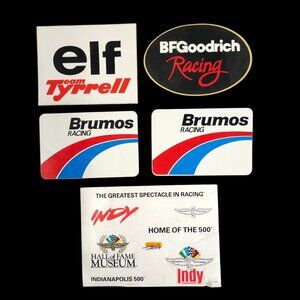 elf
Team
Tyrrell
BFGoodrich
Racing
Brumos
RACING
Brumos
RACING
THE GREATEST SPECTACLE IN RACING
INDY
HOME OF THE 500
HALL of FAME
MUSEUM
INDIANAPOLIS 500
Indy